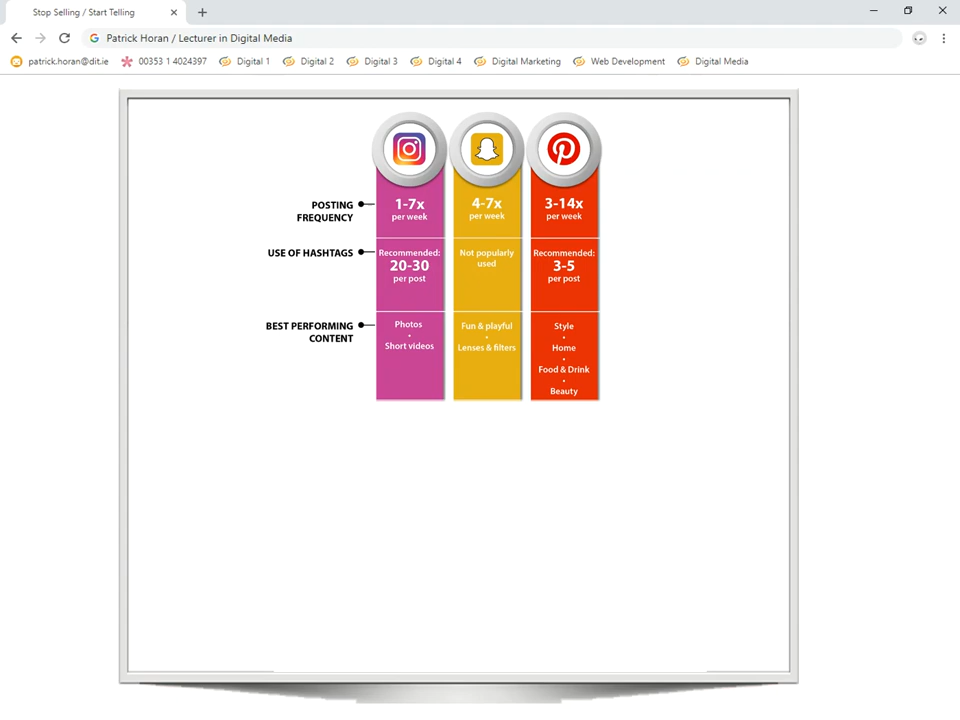 Stop Selling / Start Telling
Patrick Horan / Lecturer in Digital Media
patrick.horan@dit.ie 00353 1 4024397 Digital 1 Digital 2 Digital 3 Digital 4 Digital Marketing Web Development Digital Media
POSTING
FREQUENCY
1-7x
per week
4-7x
per week
3-14x
per week
USE OF HASHTAGS
Recommended:
20-30
per post
Not popularly
used
Recommended:
3-5
per post
BEST PERFORMING
CONTENT
Photos
•
Short videos
Fun & playful
•
Lenses & filters
Style
•
Home
•
Food & Drink
•
Beauty